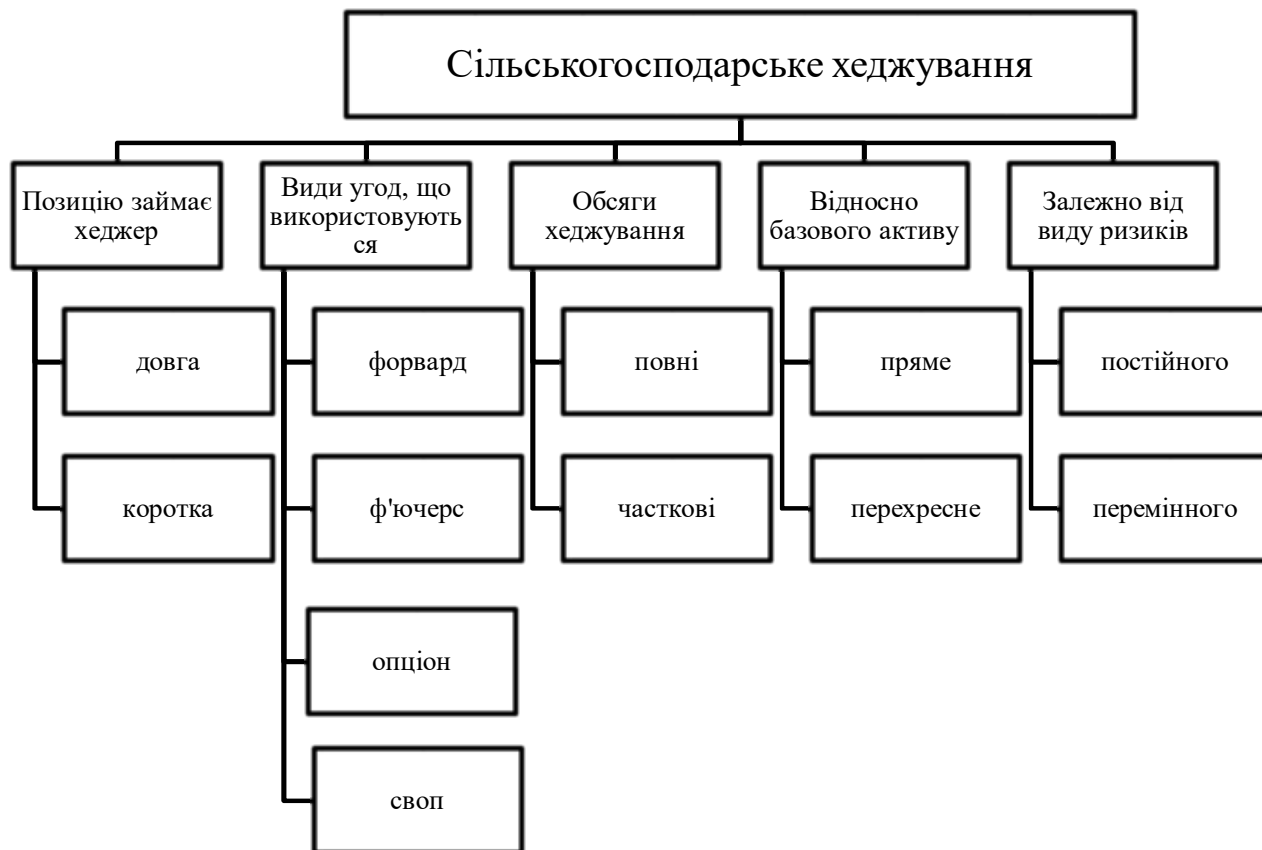 Сільськогосподарське хеджування
Позицію займає
хеджер
Види угод, що
використовують
ся
Обсяги
хеджування
Відносно
базового активу
Залежно від
виду ризиків
довга
форвард
повні
пряме
постійного
коротка
ф'ючерс
часткові
перехресне
перемінного
опціон
своп